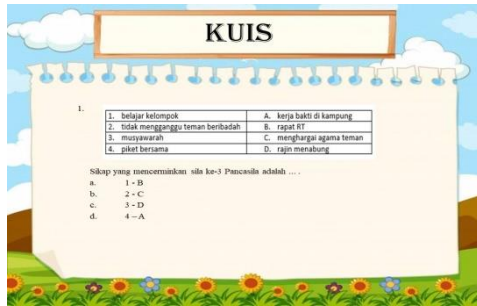 KUIS
1.
1. belajar kelompok A. kerja bakti di kampung
2. tidak mengganggu teman beribadah B. rapat RT
3. musyawarah C. menghargai agama teman
4. piket bersama D. rajin menabung
Sikap yang mencerminkan sila ke-3 Pancasila adalah ... .
a. 1 - B
b. 2 - C
c. 3 - D
d. 4 – A